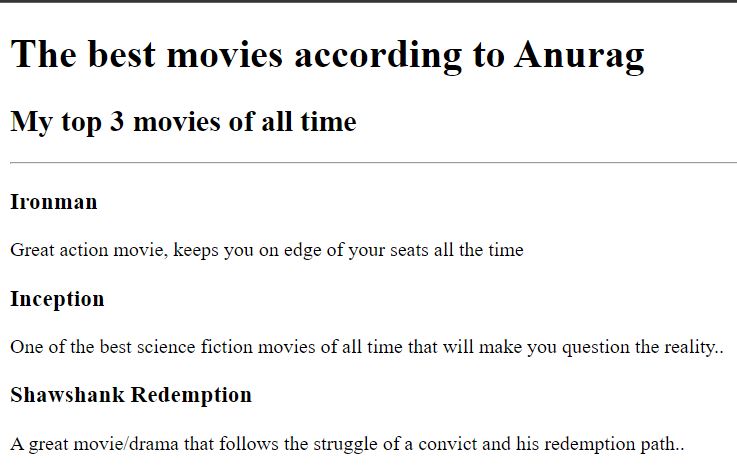 The best movies according to Anurag
My top 3 movies of all time
Ironman
Great action movie, keeps you on edge of your seats all the time
Inception
One of the best science fiction movies of all time that will make you question the reality..
Shawshank Redemption
A great movie/drama that follows the struggle of a convict and his redemption path..